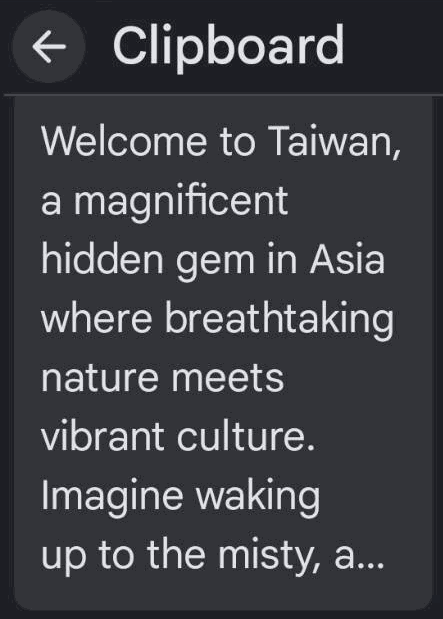 Clipboard
Welcome to Taiwan,
a magnificent
hidden gem in Asia
where breathtaking
nature meets
vibrant culture.
Imagine waking
up to the misty, a...